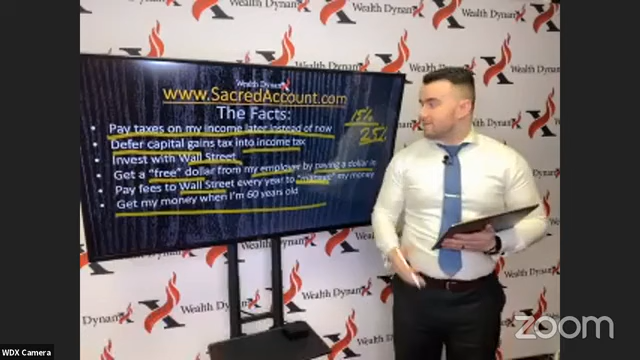 Wealth DynamX
www.SacredAccount.com
The Facts:
15%
25%
• Pay taxes on my income later instead of now
• Defer capital gains tax into income tax
• Invest with Wall Street
• Get a "free" dollar from my employer by paying a dollar in
• Pay fees to Wall Street every year to "manage" my money
• Get my money when I'm 60 years old
Wealth DynamX
zoom
WDX Camera